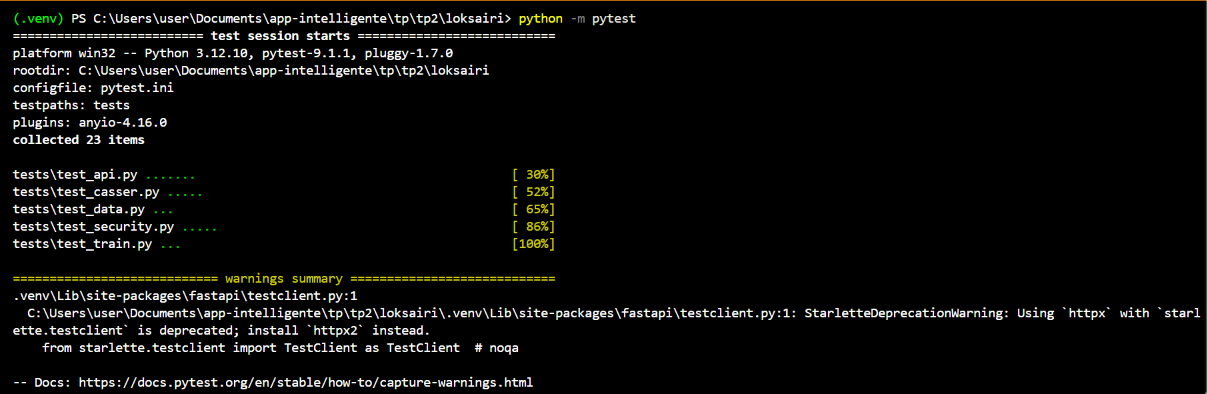 (.venv) PS C:\Users\user\Documents\app-intelligente\tp\tp2\loksairi> python -m pytest
========================== test session starts ===========================
platform win32 -- Python 3.12.10, pytest-9.1.1, pluggy-1.7.0
rootdir: C:\Users\user\Documents\app-intelligente\tp\tp2\loksairi
configfile: pytest.ini
testpaths: tests
plugins: anyio-4.16.0
collected 23 items
tests\test_api.py ....... [ 30%]
tests\test_casser.py ..... [ 52%]
tests\test_data.py ... [ 65%]
tests\test_security.py ..... [ 86%]
tests\test_train.py ... [100%]
============================ warnings summary ============================
.venv\Lib\site-packages\fastapi\testclient.py:1
C:\Users\user\Documents\app-intelligente\tp\tp2\loksairi\.venv\Lib\site-packages\fastapi\testclient.py:1: StarletteDeprecationWarning: Using `httpx` with `starl
ette.testclient` is deprecated; install `httpx2` instead.
from starlette.testclient import TestClient as TestClient  # noqa
-- Docs: https://docs.pytest.org/en/stable/how-to/capture-warnings.html